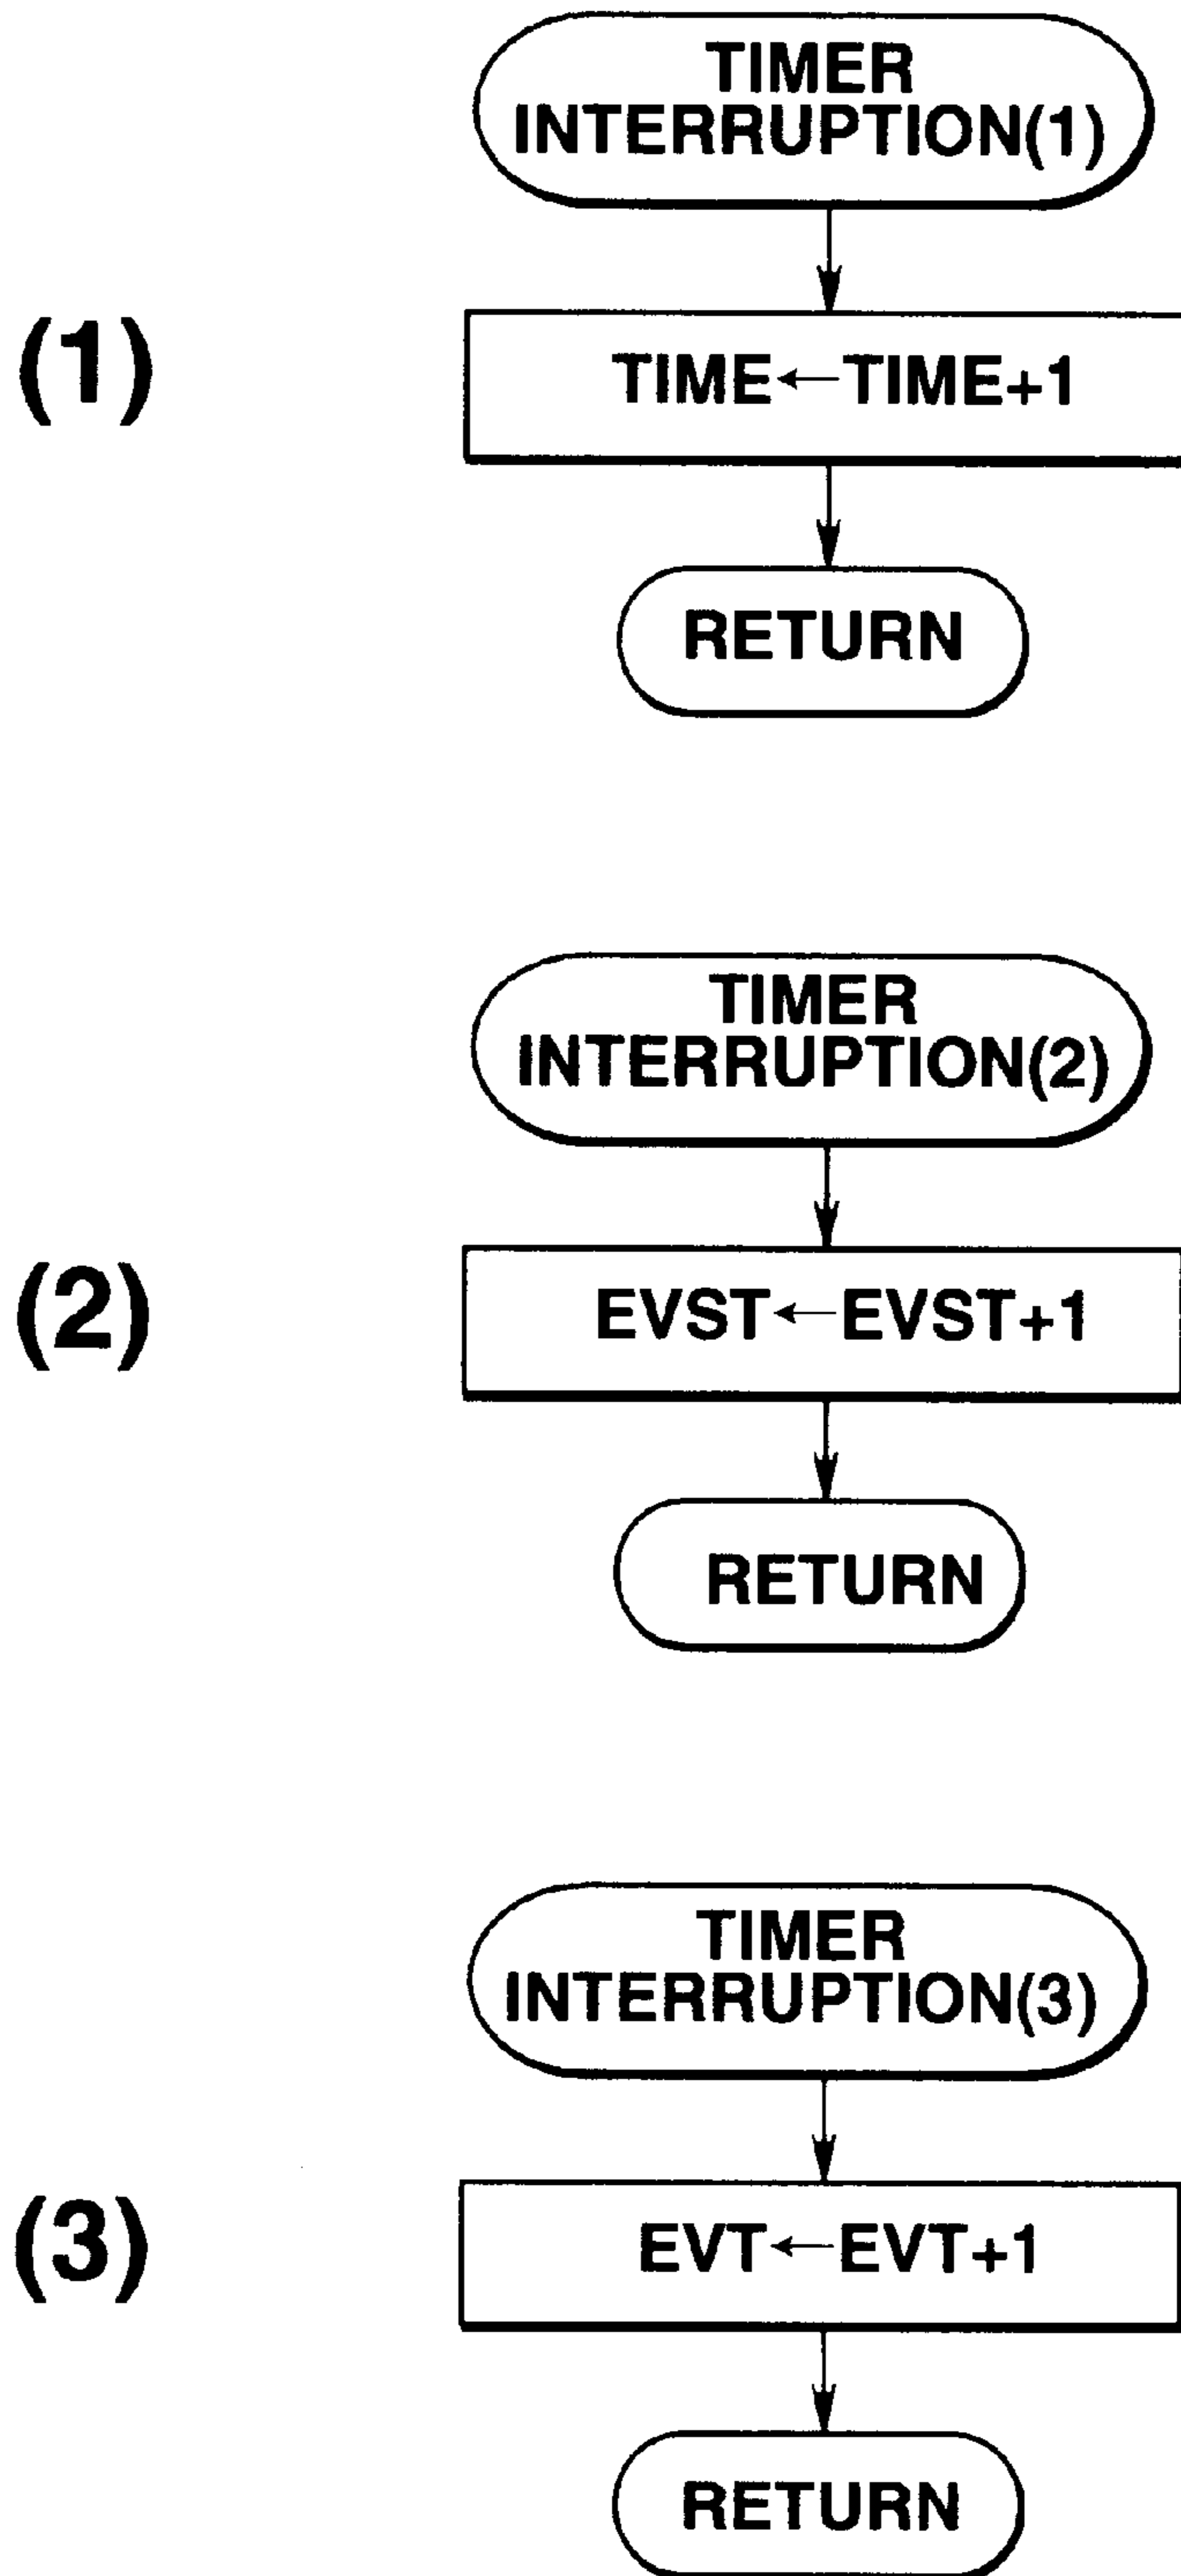 TIMER
INTERRUPTION(1)
(1)
TIME←TIME+1
RETURN
TIMER
INTERRUPTION(2)
(2)
EVST←EVST+1
RETURN
TIMER
INTERRUPTION(3)
(3)
EVT←EVT+1
RETURN